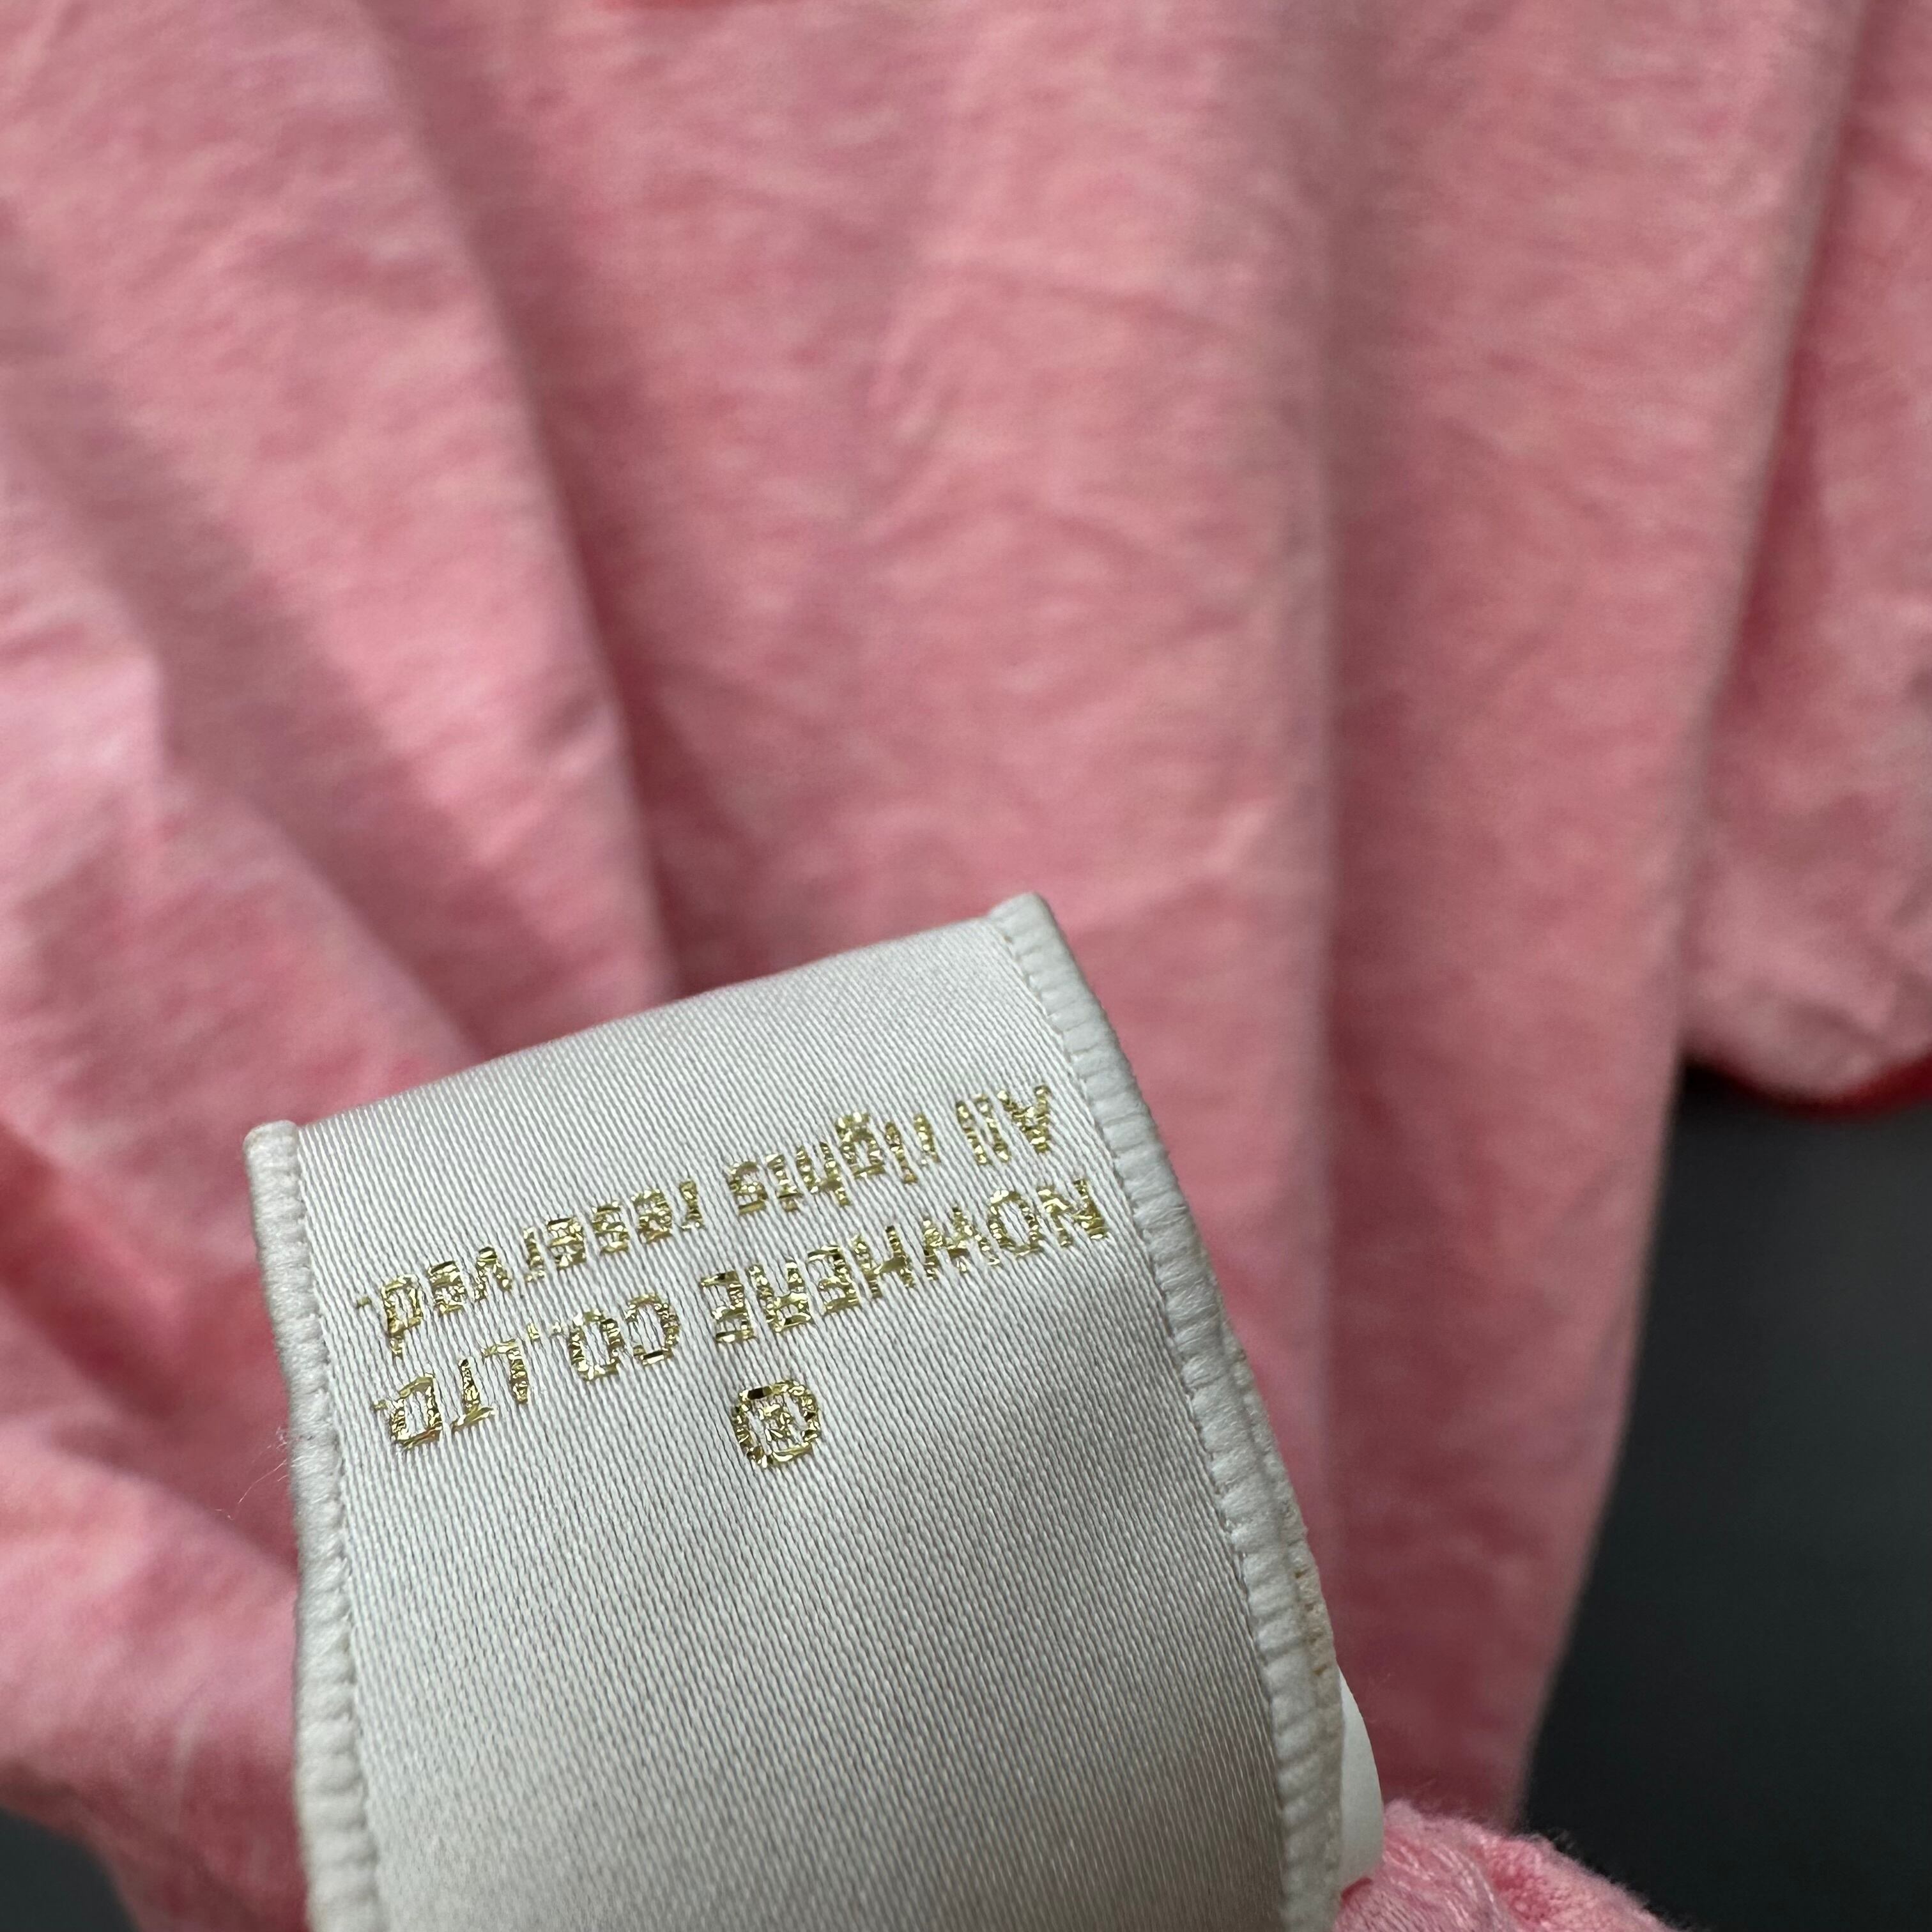 ®
NOWHERE CO.,LTD.
All rights reserved.